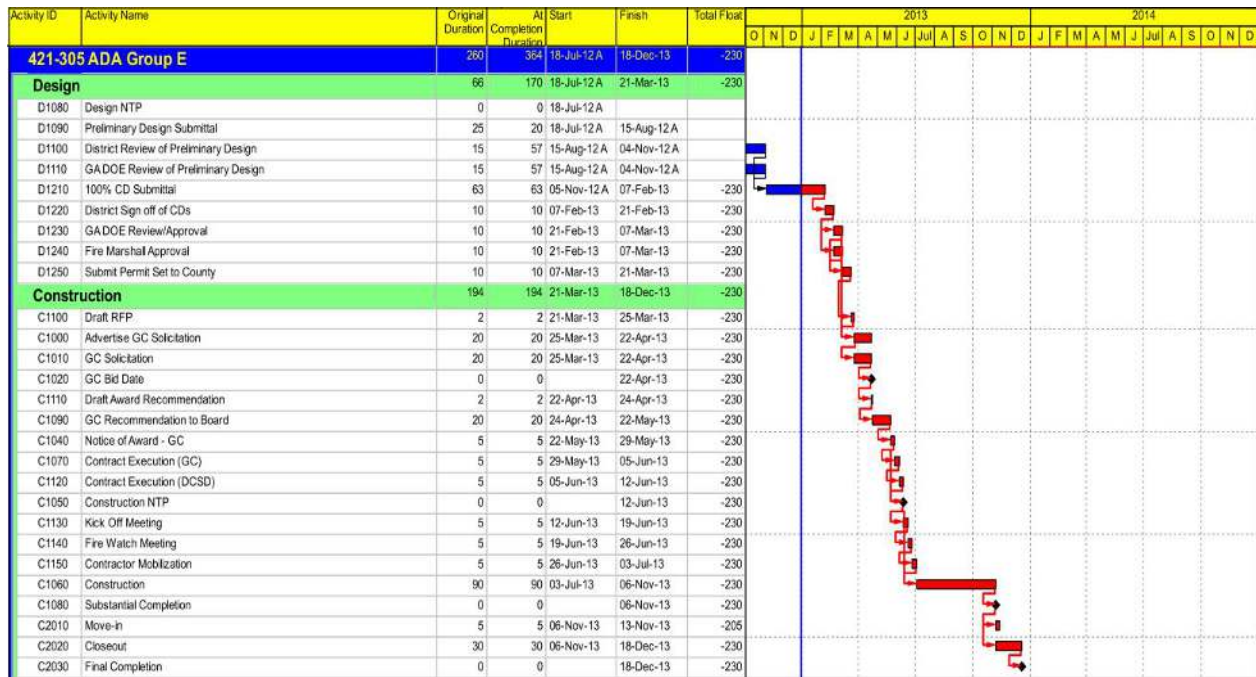 Activity ID Activity Name Original Duration At Completion Duration Start Finish Total Float 2013 2014
O N D J F M A M J Jul A S O N D J F M A M J Jul A S O N D
421-305 ADA Group E 260 364 18-Jul-12 A 18-Dec-13 -230
Design 66 170 18-Jul-12 A 21-Mar-13 -230
D1080 Design NTP 0 0 18-Jul-12 A
D1090 Preliminary Design Submittal 25 20 18-Jul-12 A 15-Aug-12 A
D1100 District Review of Preliminary Design 15 57 15-Aug-12 A 04-Nov-12 A
D1110 GADOE Review of Preliminary Design 15 57 15-Aug-12 A 04-Nov-12 A
D1210 100% CD Submittal 63 63 05-Nov-12 A 07-Feb-13 -230
D1220 District Sign off of CDs 10 10 07-Feb-13 21-Feb-13 -230
D1230 GADOE Review/Approval 10 10 21-Feb-13 07-Mar-13 -230
D1240 Fire Marshall Approval 10 10 21-Feb-13 07-Mar-13 -230
D1250 Submit Permit Set to County 10 10 07-Mar-13 21-Mar-13 -230
Construction 194 194 21-Mar-13 18-Dec-13 -230
C1100 Draft RFP 2 2 21-Mar-13 25-Mar-13 -230
C1000 Advertise GC Solicitation 20 20 25-Mar-13 22-Apr-13 -230
C1010 GC Solicitation 20 20 25-Mar-13 22-Apr-13 -230
C1020 GC Bid Date 0 0 22-Apr-13 -230
C1110 Draft Award Recommendation 2 2 22-Apr-13 24-Apr-13 -230
C1090 GC Recommendation to Board 20 20 24-Apr-13 22-May-13 -230
C1040 Notice of Award - GC 5 5 22-May-13 29-May-13 -230
C1070 Contract Execution (GC) 5 5 29-May-13 05-Jun-13 -230
C1120 Contract Execution (DCSD) 5 5 05-Jun-13 12-Jun-13 -230
C1050 Construction NTP 0 0 12-Jun-13 -230
C1130 Kick Off Meeting 5 5 12-Jun-13 19-Jun-13 -230
C1140 Fire Watch Meeting 5 5 19-Jun-13 26-Jun-13 -230
C1150 Contractor Mobilization 5 5 26-Jun-13 03-Jul-13 -230
C1060 Construction 90 90 03-Jul-13 06-Nov-13 -230
C1080 Substantial Completion 0 0 06-Nov-13 -230
C2010 Move-in 5 5 06-Nov-13 13-Nov-13 -205
C2020 Closeout 30 30 06-Nov-13 18-Dec-13 -230
C2030 Final Completion 0 0 18-Dec-13 -230